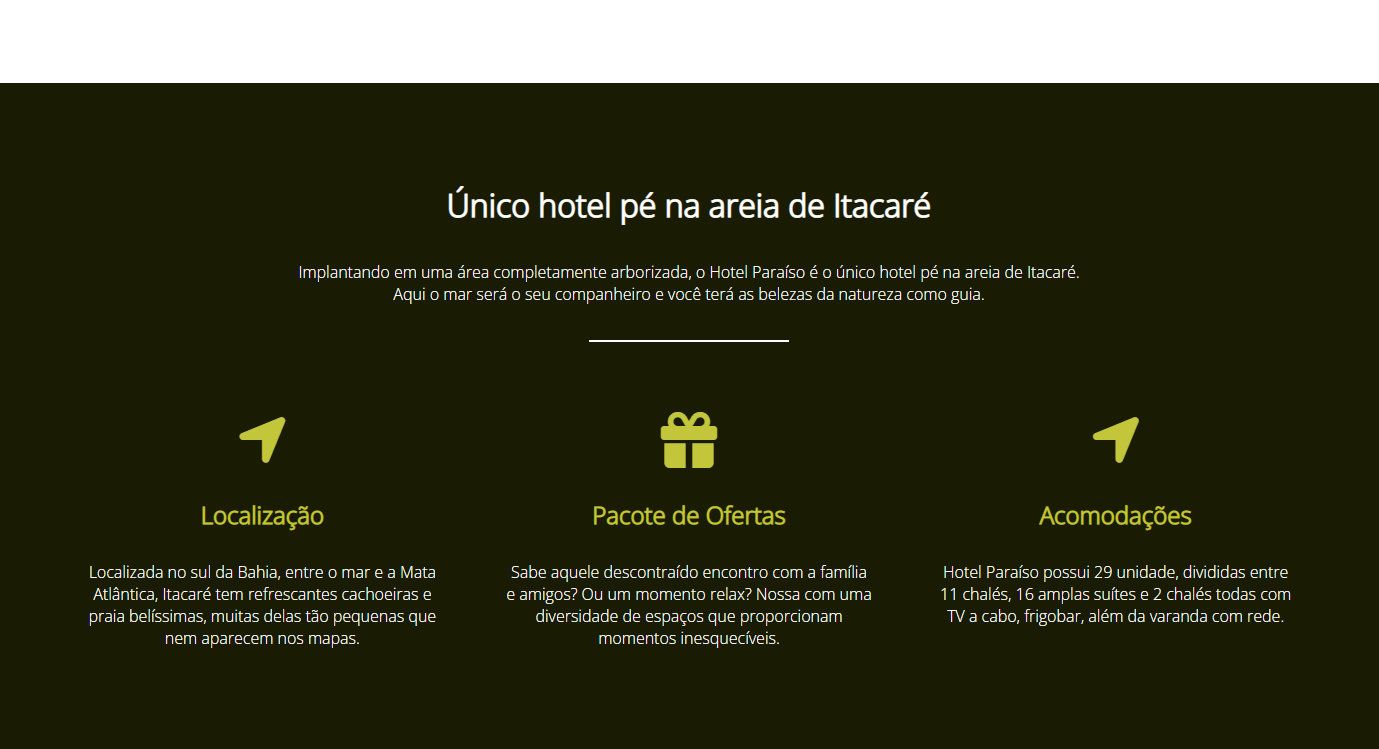 Único hotel pé na areia de Itacaré
Implantando em uma área completamente arborizada, o Hotel Paraíso é o único hotel pé na areia de Itacaré.
Aqui o mar será o seu companheiro e você terá as belezas da natureza como guia.
Localização
Localizada no sul da Bahia, entre o mar e a Mata
Atlântica, Itacaré tem refrescantes cachoeiras e
praia belíssimas, muitas delas tão pequenas que
nem aparecem nos mapas.
Pacote de Ofertas
Sabe aquele descontraído encontro com a família
e amigos? Ou um momento relax? Nossa com uma
diversidade de espaços que proporcionam
momentos inesquecíveis.
Acomodações
Hotel Paraíso possui 29 unidade, divididas entre
11 chalés, 16 amplas suítes e 2 chalés todas com
TV a cabo, frigobar, além da varanda com rede.